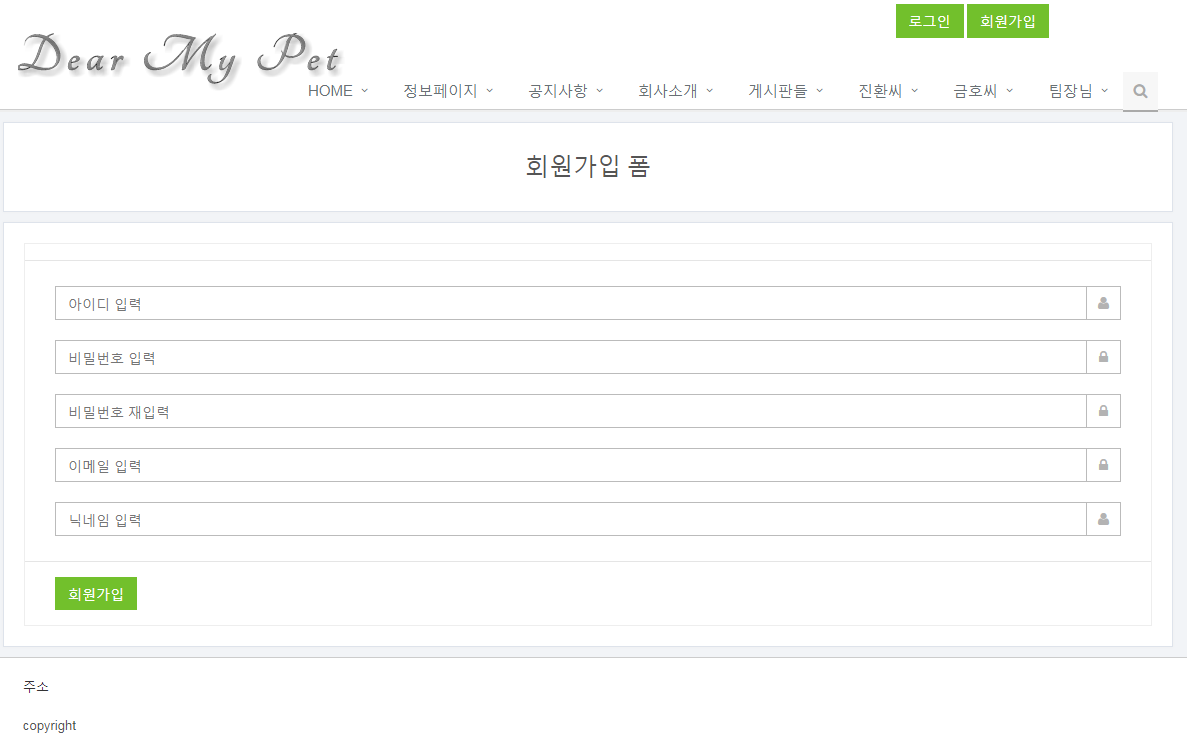 로그인 회원가입
Dear My Pet
HOME 정보페이지 공지사항 회사소개 게시판들 진환씨 금호씨 팀장님
회원가입 폼
아이디 입력
비밀번호 입력
비밀번호 재입력
이메일 입력
닉네임 입력
회원가입
주소
copyright